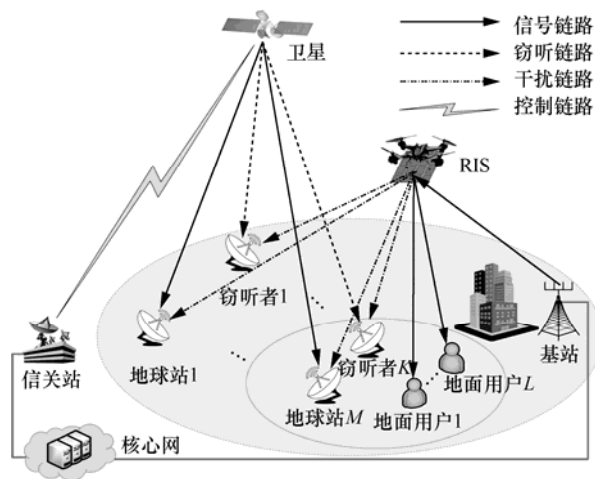 信号链路
卫星
窃听链路
干扰链路
控制链路
RIS
窃听者1
...
地球站1
...
窃听者K
...
地面用户L
基站
信关站
地球站M
地面用户1
核心网